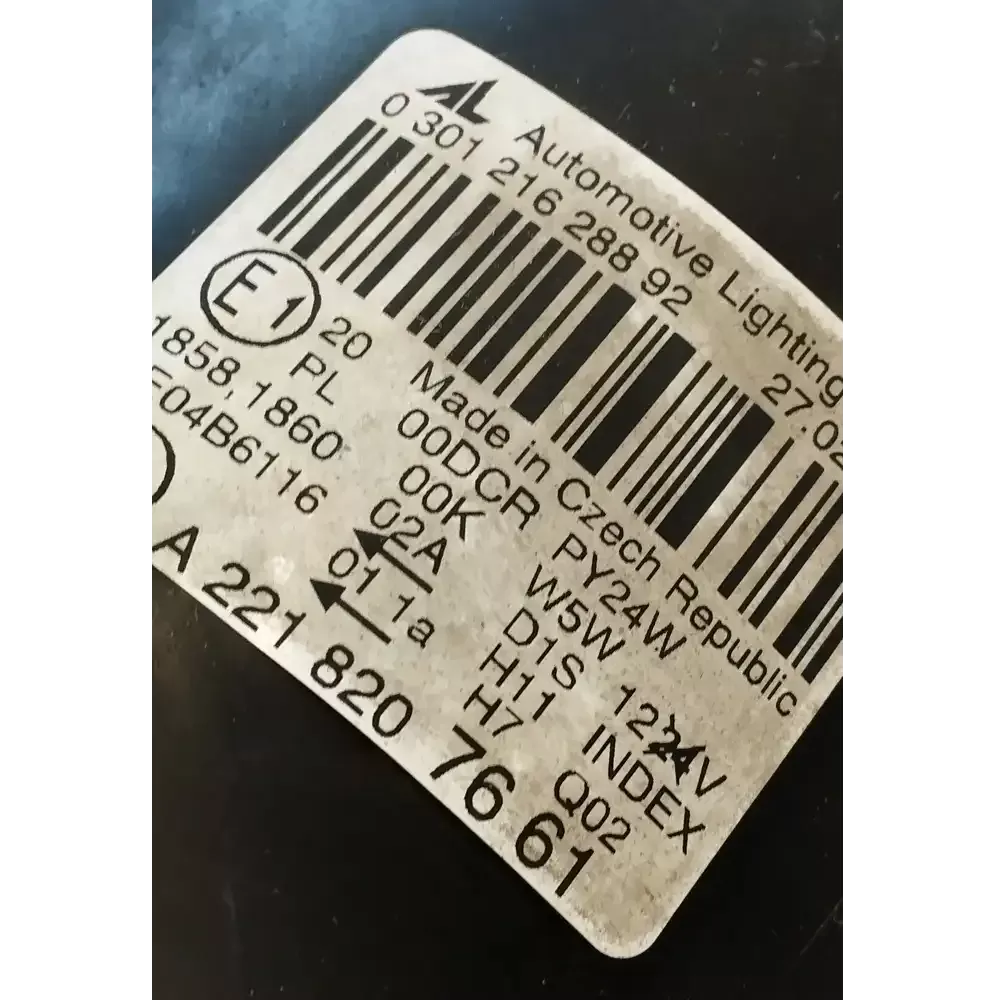 AL Automotive Lighting
0 301 216 288 92 27.02
E1 20 Made in Czech Republic
PL 00DCR PY24W 12 24V
1858,1860 00K W5W INDEX
E04B6116 02A D1S Q02
01 1a H11
H7
A 221 820 76 61